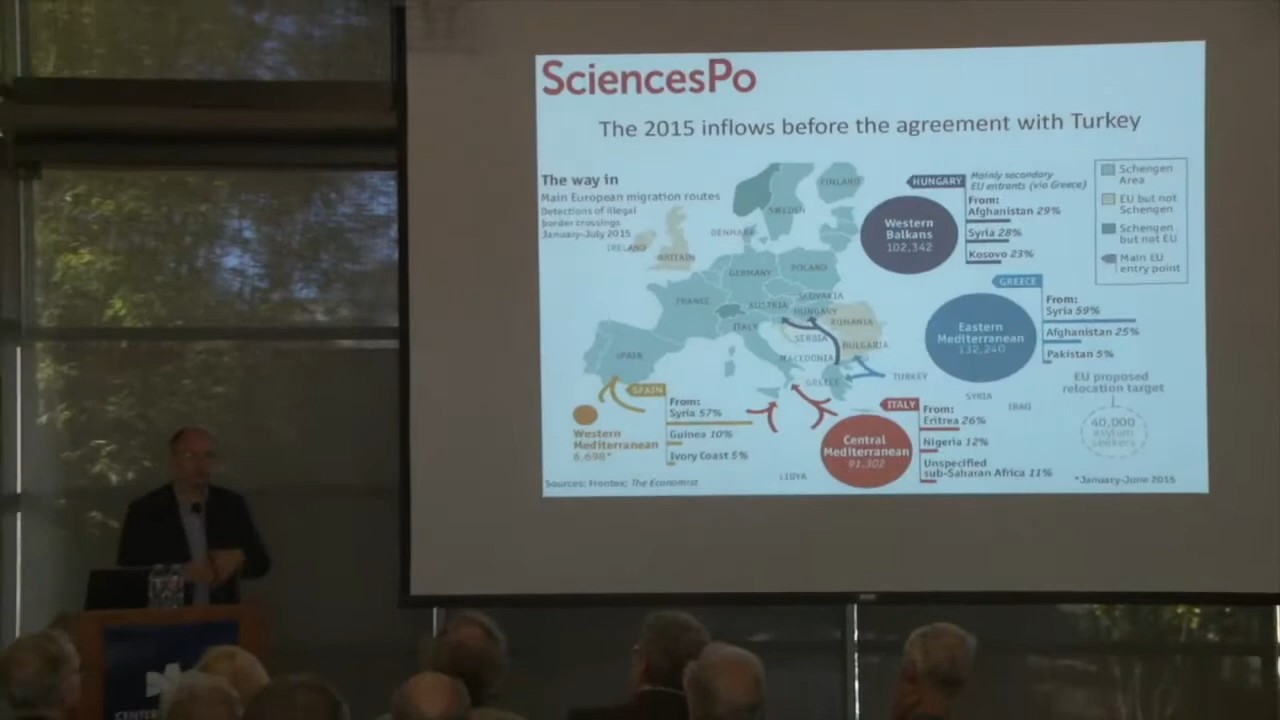 SciencesPo
The 2015 inflows before the agreement with Turkey
The way in
Main European migration routes
Detections of illegal
border crossings
January-July 2015
IRELAND
BRITAIN
DENMARK
SWEDEN
FINLAND
GERMANY
POLAND
FRANCE
AUSTRIA
SLOVAKIA
HUNGARY
RUMANIA
ITALY
SERBIA
BULGARIA
SPAIN
MACEDONIA
GREECE
TURKEY
SYRIA
IRAQ
LIBYA
HUNGARY
Mainly secondary
EU entrants (via Greece)
Western
Balkans
102,342
From:
Afghanistan 29%
Syria 28%
Kosovo 23%
Schengen
Area
EU but not
Schengen
Schengen
but not EU
Main EU
entry point
GREECE
Eastern
Mediterranean
132,240
From:
Syria 59%
Afghanistan 25%
Pakistan 5%
EU proposed
relocation target
40,000
asylum
seekers
SPAIN
Western
Mediterranean
6,698*
From:
Syria 57%
Guinea 10%
Ivory Coast 5%
ITALY
Central
Mediterranean
91,302
From:
Eritrea 26%
Nigeria 12%
Unspecified
sub-Saharan Africa 11%
Sources: Frontex; The Economist
*January-June 2015
CENTER